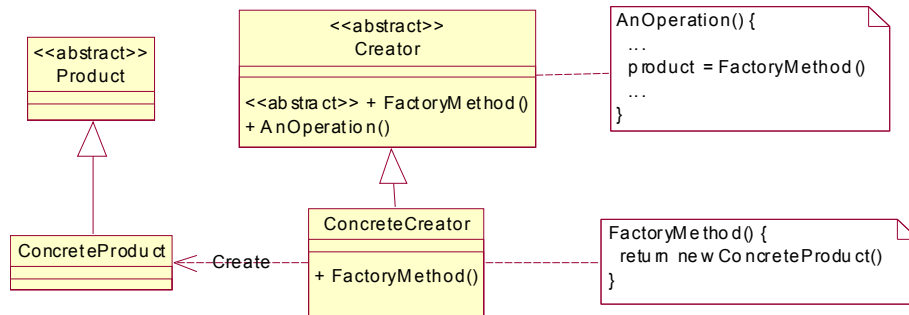 <<abstract>>
Product
<<abstract>>
Creator
<<abstract>> + FactoryMethod()
+ AnOperation()
AnOperation() {
...
product = FactoryMethod()
...
}
ConcreteProduct
Create
ConcreteCreator
+ FactoryMethod()
FactoryMethod() {
return new ConcreteProduct()
}